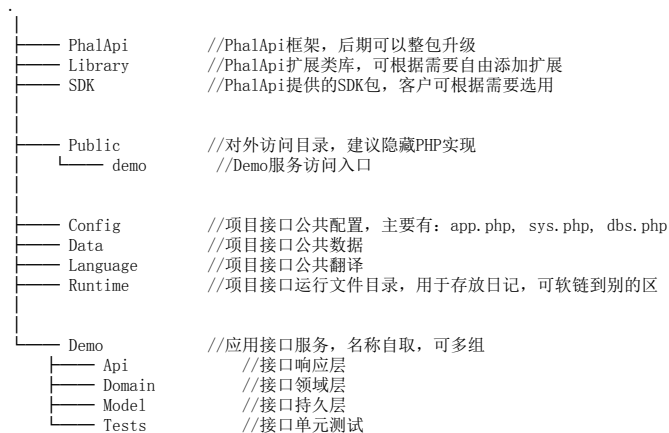 .
PhalApi //PhalApi框架，后期可以整包升级
Library //PhalApi扩展类库，可根据需要自由添加扩展
SDK //PhalApi提供的SDK包，客户可根据需要选用
Public //对外访问目录，建议隐藏PHP实现
demo //Demo服务访问入口
Config //项目接口公共配置，主要有：app.php, sys.php, dbs.php
Data //项目接口公共数据
Language //项目接口公共翻译
Runtime //项目接口运行文件目录，用于存放日记，可软链到别的区
Demo //应用接口服务，名称自取，可多组
Api //接口响应层
Domain //接口领域层
Model //接口持久层
Tests //接口单元测试